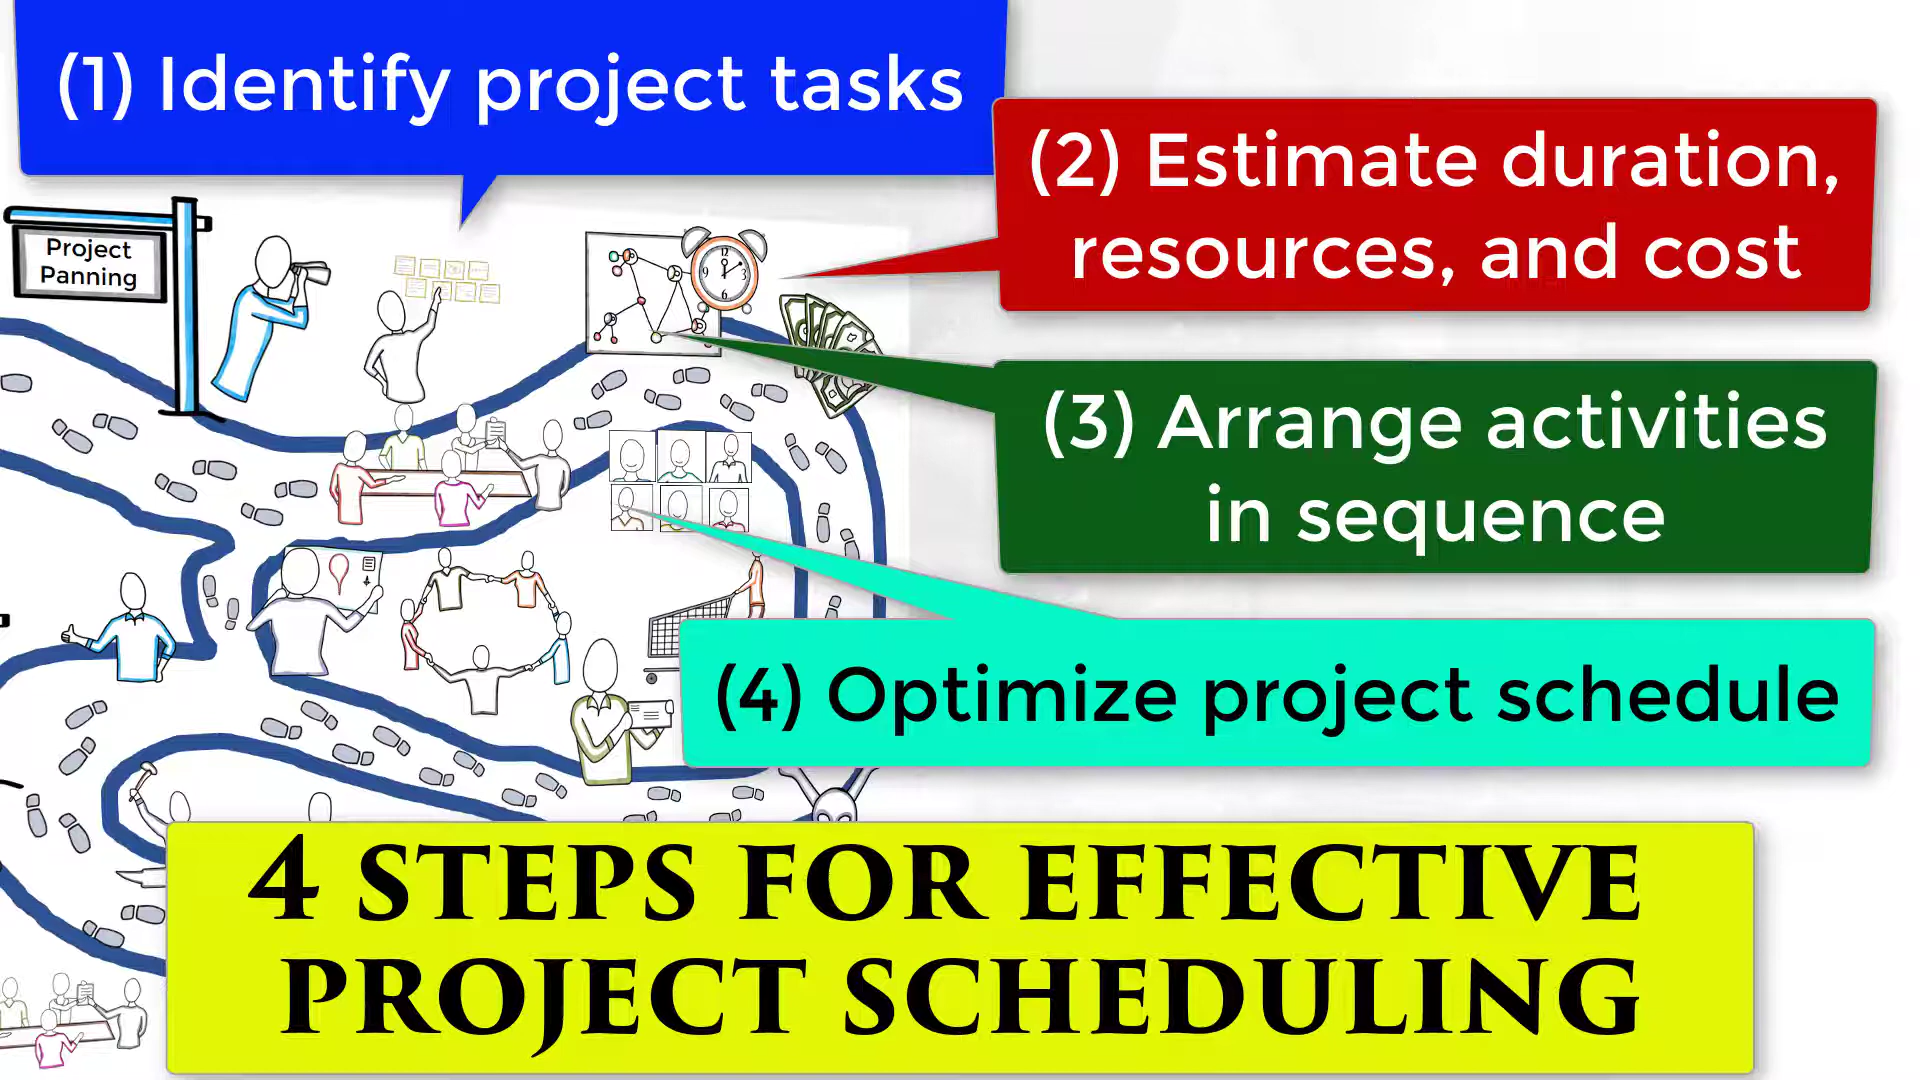 (1) Identify project tasks
(2) Estimate duration,
resources, and cost
Project
Panning
(3) Arrange activities
in sequence
(4) Optimize project schedule
4 STEPS FOR EFFECTIVE
PROJECT SCHEDULING